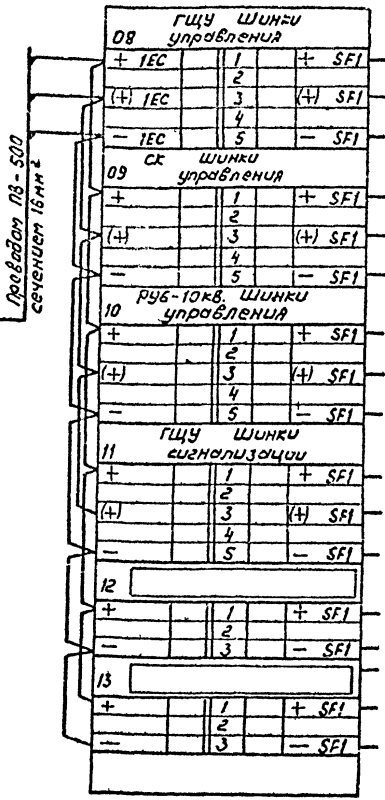 ГЩУ Шинки
08 управления
+ 1ЕС 1 + SF1
2
(+) 1ЕС 3 (+) SF1
4
- 1ЕС 5 - SF1
СК Шинки
09 управления
+ 1 + SF1
2
(+) 3 (+) SF1
4
- 5 - SF1
РУ6-10кв. Шинки
10 управления
+ 1 + SF1
2
(+) 3 (+) SF1
4
- 5 - SF1
ГЩУ Шинки
11 сигнализации
+ 1 + SF1
2
(+) 3 (+) SF1
4
- 5 - SF1
12
+ 1 + SF1
2
- 3 - SF1
13
+ 1 + SF1
2
- 3 - SF1
Проводом ПВ-500
сечением 16мм²